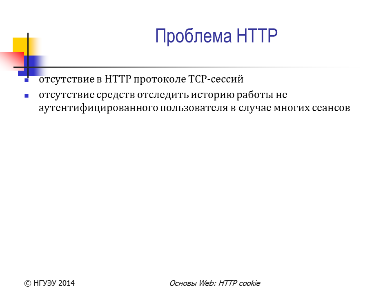 Проблема HTTP
отсутствие в HTTP протоколе TCP-сессий
отсутствие средств отследить историю работы не
аутентифицированного пользователя в случае многих сеансов
© НГУЭУ 2014
Основы Web: HTTP cookie